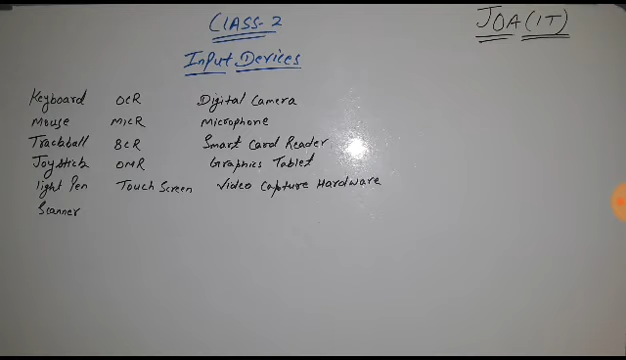 CLASS-2
JOA(IT)
Input Devices
Keyboard OCR Digital Camera
Mouse MICR Microphone
Trackball BCR Smart Card Reader
Joystick OMR Graphics Tablet
light Pen Touch Screen Video Capture Hardware
Scanner